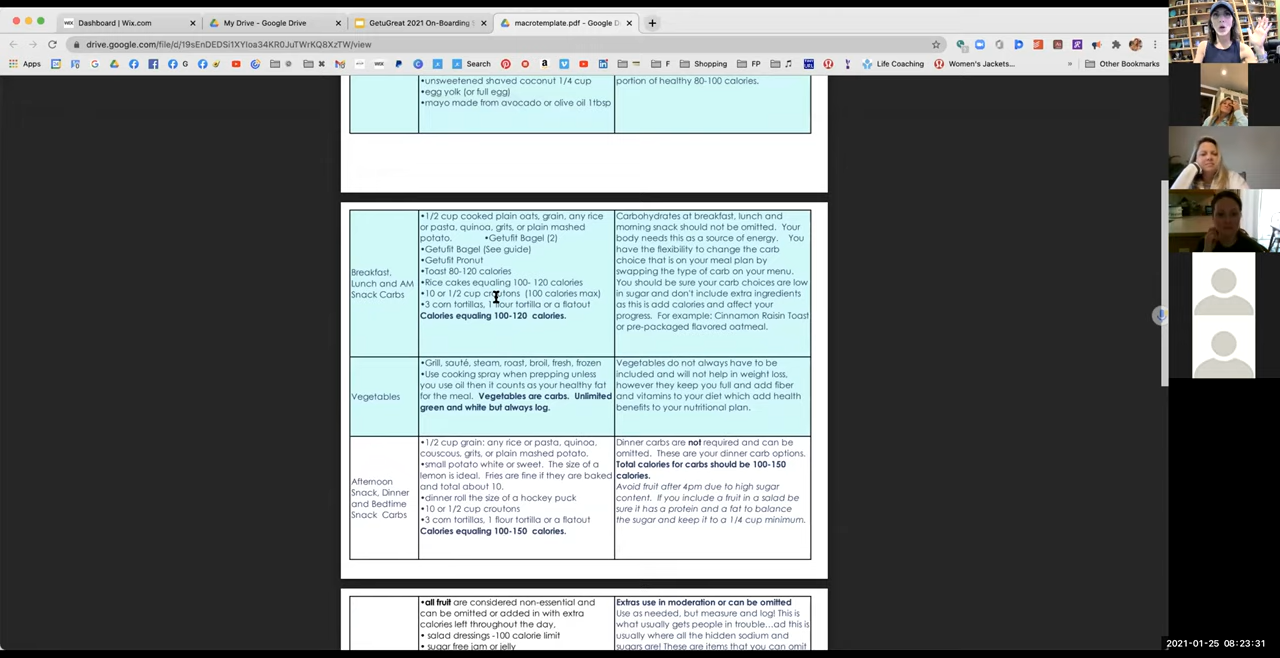 Dashboard | Wix.com
My Drive - Google Drive
GetuGreat 2021 On-Boarding
macrotemplate.pdf - Google D
drive.google.com/file/d/19sEnDEDSi1XYloa34KR0JuTWrKQ8XzTW/view
Apps
Search
F
Shopping
FP
Life Coaching
Women's Jackets...
Other Bookmarks
•unsweetened shaved coconut 1/4 cup
•egg yolk (or full egg)
•mayo made from avocado or olive oil 1tbsp
portion of healthy 80-100 calories.
Breakfast,
Lunch and AM
Snack Carbs
•1/2 cup cooked plain oats, grain, any rice
or pasta, quinoa, grits, or plain mashed
potato. •Getufit Bagel (2)
•Getufit Bagel (See guide)
•Getufit Pronut
•Toast 80-120 calories
•Rice cakes equaling 100- 120 calories
•10 or 1/2 cup croutons (100 calories max)
•3 corn tortillas, 1 flour tortilla or a flatout
Calories equaling 100-120 calories.
Carbohydrates at breakfast, lunch and
morning snack should not be omitted. Your
body needs this as a source of energy. You
have the flexibility to change the carb
choice that is on your meal plan by
swapping the type of carb on your menu.
You should be sure your carb choices are low
in sugar and don't include extra ingredients
as this is add calories and affect your
progress. For example: Cinnamon Raisin Toast
or pre-packaged flavored oatmeal.
Vegetables
•Grill, sauté, steam, roast, broil, fresh, frozen
•Use cooking spray when prepping unless
you use oil then it counts as your healthy fat
for the meal. Vegetables are carbs. Unlimited
green and white but always log.
Vegetables do not always have to be
included and will not help in weight loss,
however they keep you full and add fiber
and vitamins to your diet which add health
benefits to your nutritional plan.
Afternoon
Snack, Dinner
and Bedtime
Snack Carbs
•1/2 cup grain: any rice or pasta, quinoa,
couscous, grits, or plain mashed potato.
•small potato white or sweet. The size of a
lemon is ideal. Fries are fine if they are baked
and total about 10.
•dinner roll the size of a hockey puck
•10 or 1/2 cup croutons
•3 corn tortillas, 1 flour tortilla or a flatout
Calories equaling 100-150 calories.
Dinner carbs are not required and can be
omitted. These are your dinner carb options.
Total calories for carbs should be 100-150
calories.
Avoid fruit after 4pm due to high sugar
content. If you include a fruit in a salad be
sure it has a protein and a fat to balance
the sugar and keep it to a 1/4 cup minimum.
•all fruit are considered non-essential and
can be omitted or added in with extra
calories left throughout the day.
• salad dressings -100 calorie limit
• sugar free jam or jelly
Extras use in moderation or can be omitted
Use as needed, but measure and log! This is
what usually gets people in trouble...ad this is
usually where all the hidden sodium and
sugars are! These are items that you can omit
2021-01-25 08:23:31